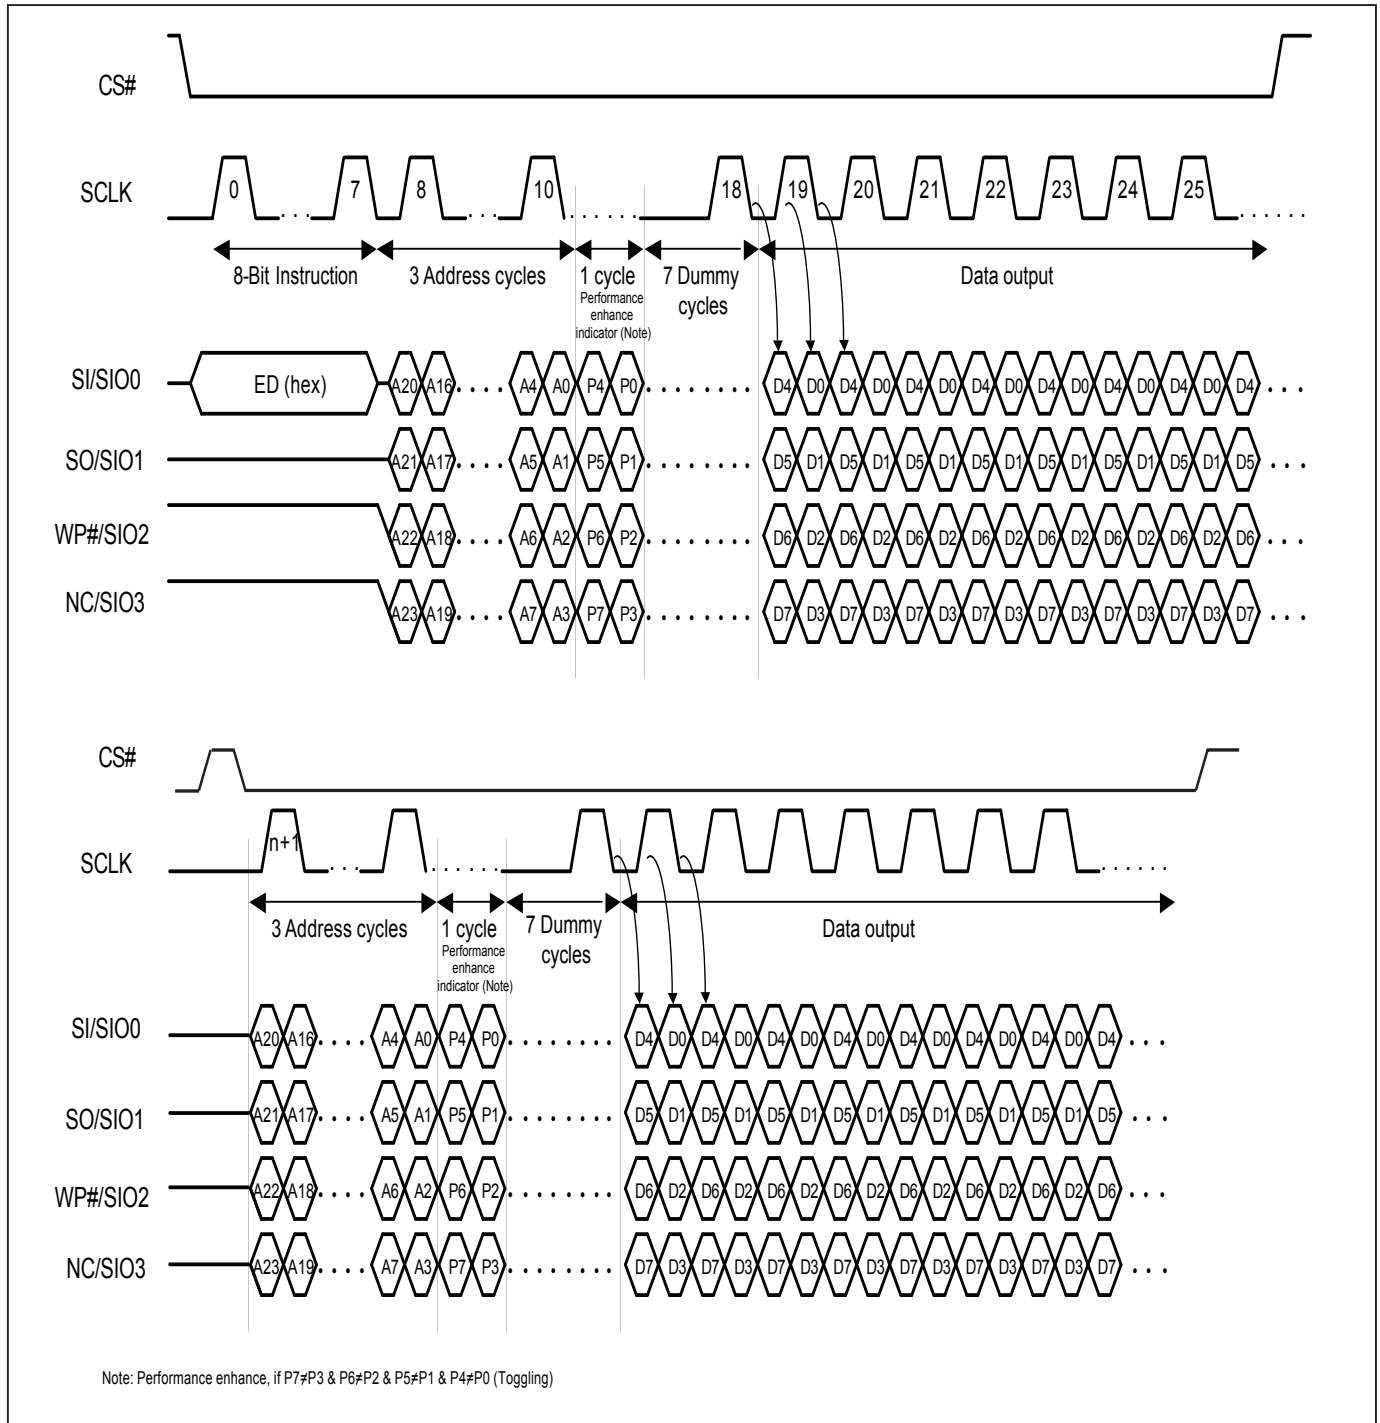 CS#
SCLK
0 7 8 10 18 19 20 21 22 23 24 25
8-Bit Instruction 3 Address cycles 1 cycle 7 Dummy Data output
Performance cycles
enhance
indicator (Note)
SI/SIO0 ED (hex) A20 A16 A4 A0 P4 P0 D4 D0 D4 D0 D4 D0 D4 D0 D4 D0 D4 D0 D4 D0 D4
SO/SIO1 A21 A17 A5 A1 P5 P1 D5 D1 D5 D1 D5 D1 D5 D1 D5 D1 D5 D1 D5 D1 D5
WP#/SIO2 A22 A18 A6 A2 P6 P2 D6 D2 D6 D2 D6 D2 D6 D2 D6 D2 D6 D2 D6 D2 D6
NC/SIO3 A23 A19 A7 A3 P7 P3 D7 D3 D7 D3 D7 D3 D7 D3 D7 D3 D7 D3 D7 D3 D7
CS#
n+1
SCLK
3 Address cycles 1 cycle 7 Dummy Data output
Performance cycles
enhance
indicator (Note)
SI/SIO0 A20 A16 A4 A0 P4 P0 D4 D0 D4 D0 D4 D0 D4 D0 D4 D0 D4 D0 D4 D0 D4
SO/SIO1 A21 A17 A5 A1 P5 P1 D5 D1 D5 D1 D5 D1 D5 D1 D5 D1 D5 D1 D5 D1 D5
WP#/SIO2 A22 A18 A6 A2 P6 P2 D6 D2 D6 D2 D6 D2 D6 D2 D6 D2 D6 D2 D6 D2 D6
NC/SIO3 A23 A19 A7 A3 P7 P3 D7 D3 D7 D3 D7 D3 D7 D3 D7 D3 D7 D3 D7 D3 D7
Note: Performance enhance, if P7≠P3 & P6≠P2 & P5≠P1 & P4≠P0 (Toggling)